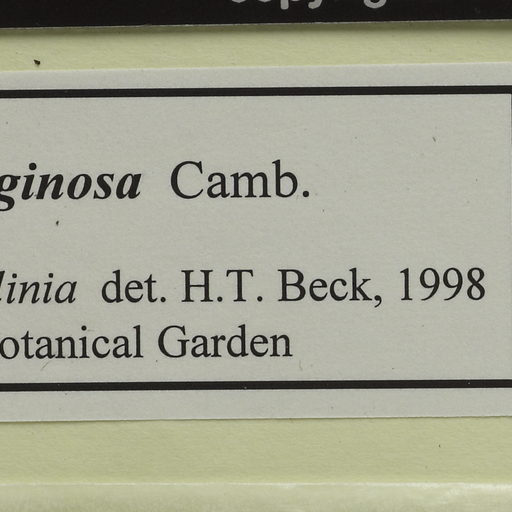 ginosa Camb.
linia det. H.T. Beck, 1998
otanical Garden